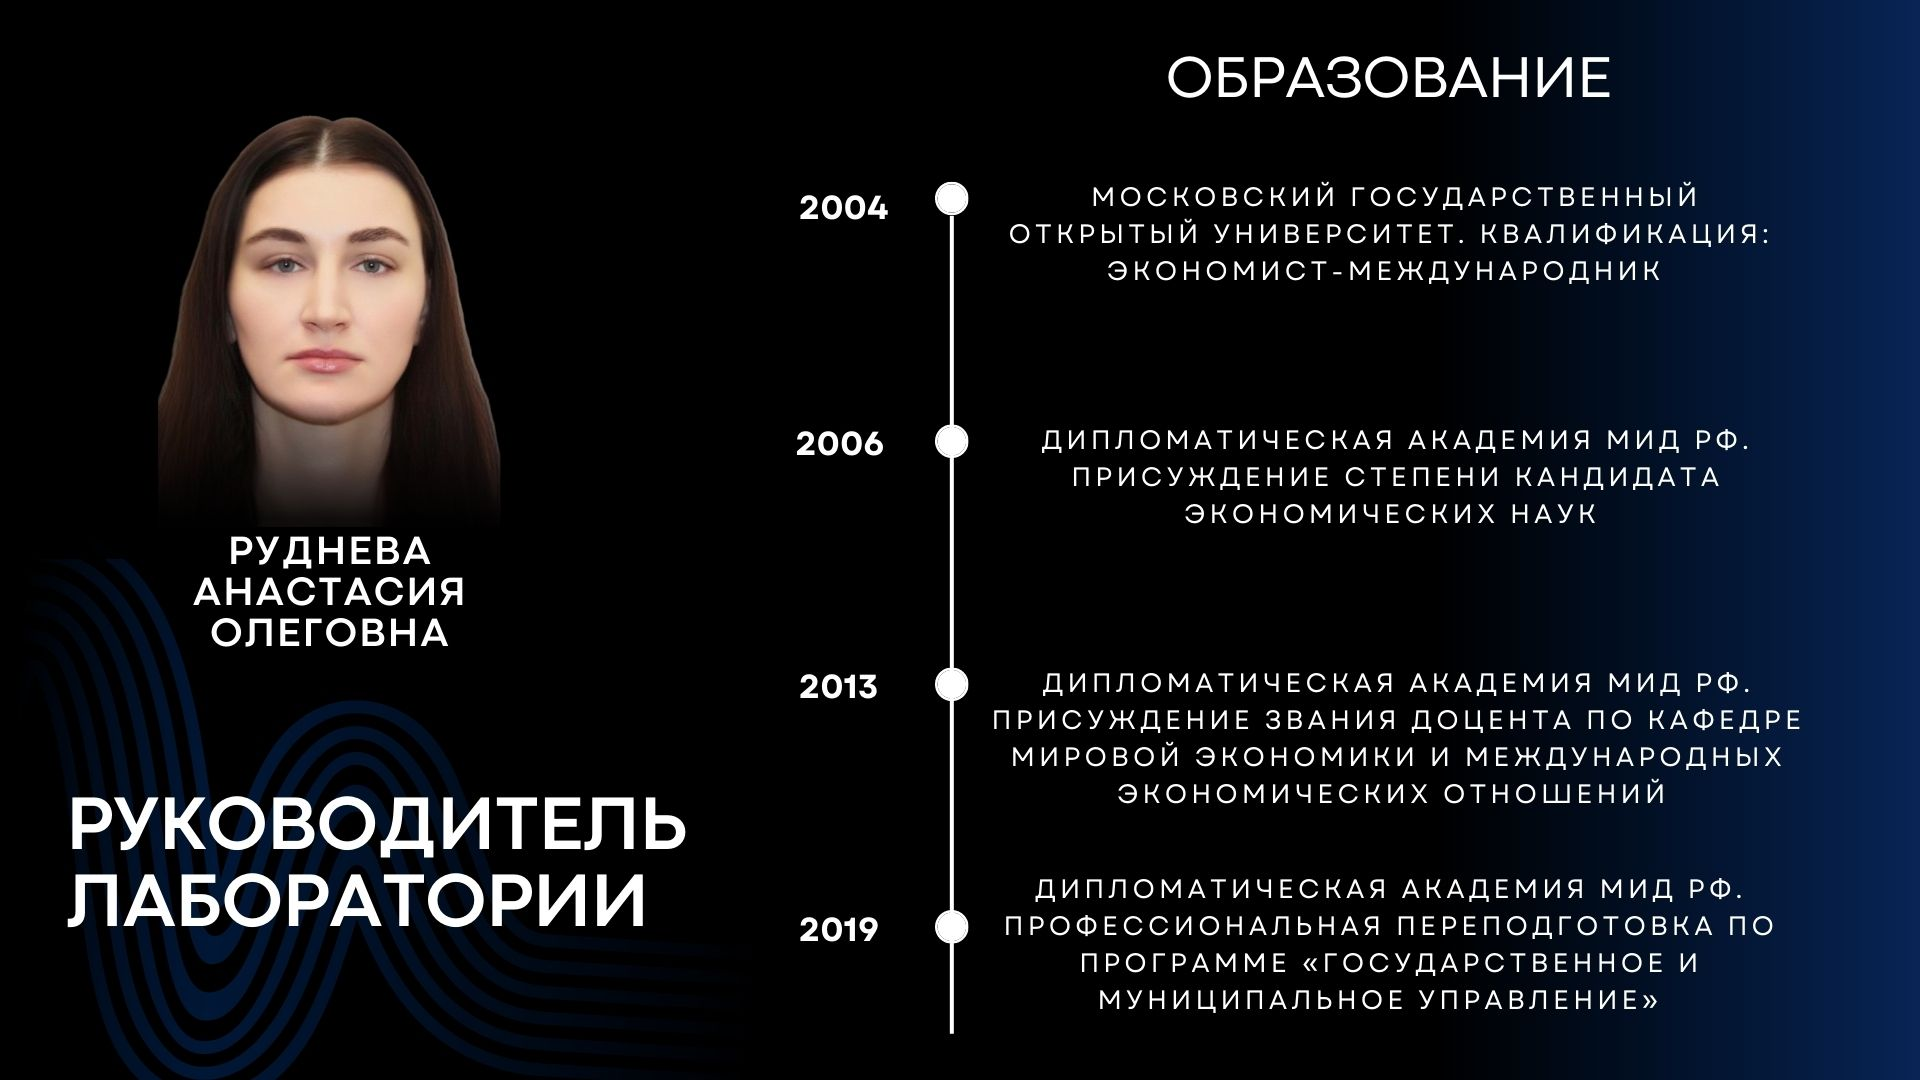 ОБРАЗОВАНИЕ
2004
МОСКОВСКИЙ ГОСУДАРСТВЕННЫЙ
ОТКРЫТЫЙ УНИВЕРСИТЕТ. КВАЛИФИКАЦИЯ:
ЭКОНОМИСТ-МЕЖДУНАРОДНИК
2006
ДИПЛОМАТИЧЕСКАЯ АКАДЕМИЯ МИД РФ.
ПРИСУЖДЕНИЕ СТЕПЕНИ КАНДИДАТА
ЭКОНОМИЧЕСКИХ НАУК
2013
ДИПЛОМАТИЧЕСКАЯ АКАДЕМИЯ МИД РФ.
ПРИСУЖДЕНИЕ ЗВАНИЯ ДОЦЕНТА ПО КАФЕДРЕ
МИРОВОЙ ЭКОНОМИКИ И МЕЖДУНАРОДНЫХ
ЭКОНОМИЧЕСКИХ ОТНОШЕНИЙ
2019
ДИПЛОМАТИЧЕСКАЯ АКАДЕМИЯ МИД РФ.
ПРОФЕССИОНАЛЬНАЯ ПЕРЕПОДГОТОВКА ПО
ПРОГРАММЕ «ГОСУДАРСТВЕННОЕ И
МУНИЦИПАЛЬНОЕ УПРАВЛЕНИЕ»
РУДНЕВА
АНАСТАСИЯ
ОЛЕГОВНА
РУКОВОДИТЕЛЬ
ЛАБОРАТОРИИ